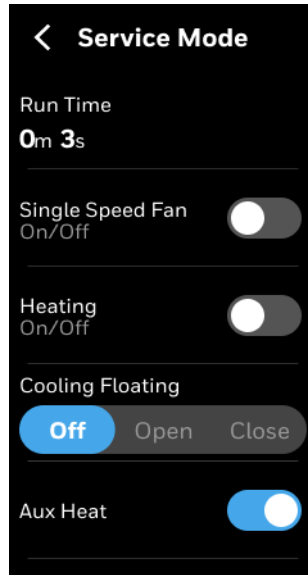 Service Mode
Run Time
0m 3s
Single Speed Fan
On/Off
Heating
On/Off
Cooling Floating
Off Open Close
Aux Heat